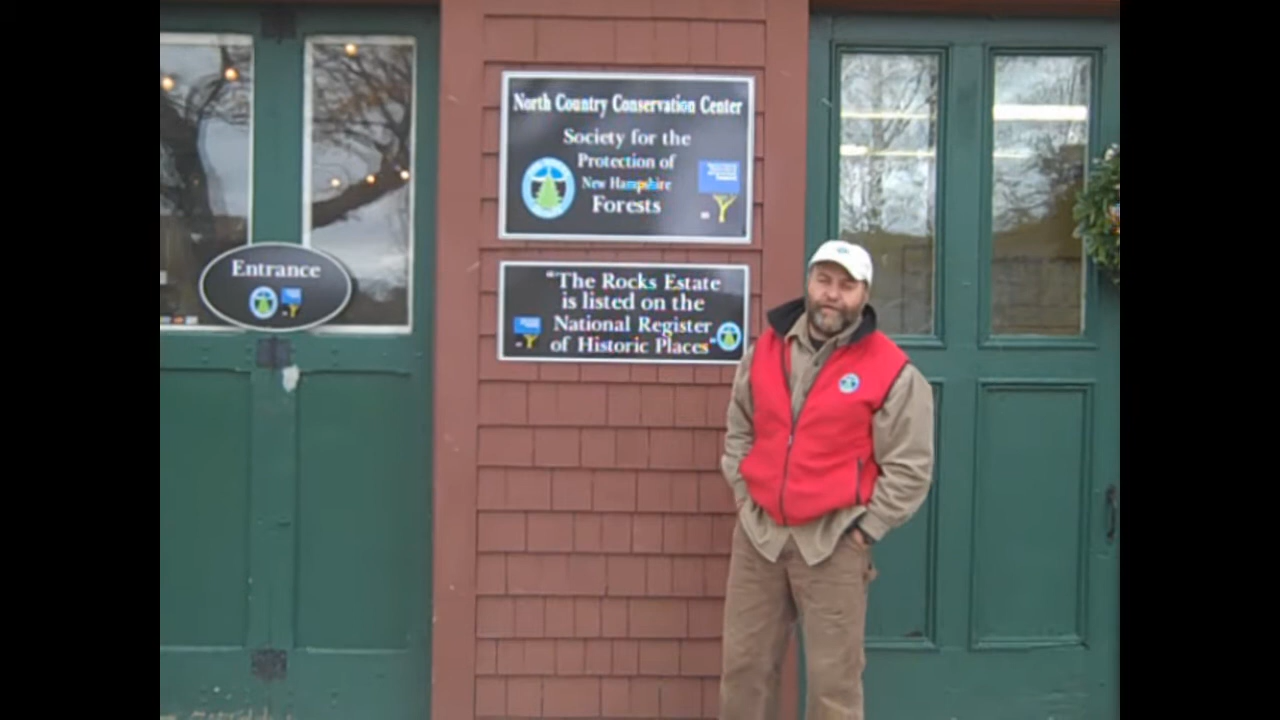 North Country Conservation Center
Society for the
Protection of
New Hampshire
Forests
Entrance
"The Rocks Estate
is listed on the
National Register
of Historic Places"